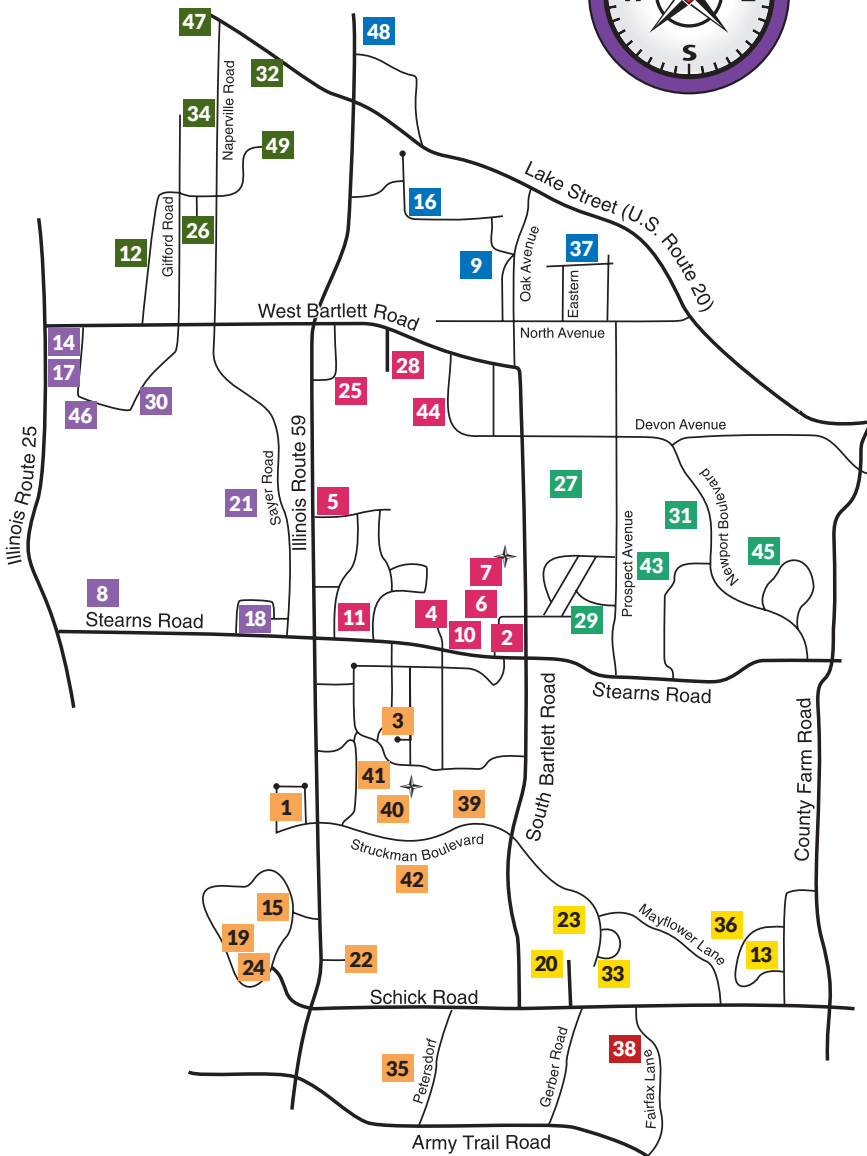 47
48
32
34
Naperville Road
49
S
Lake Street (U.S. Route 20)
16
Gifford Road
26
12
9
Oak Avenue
37
Eastern
West Bartlett Road
North Avenue
14
17
28
25
30
46
44
Devon Avenue
Illinois Route 25
Illinois Route 59
Sayer Road
21
5
27
31
Newport Boulevard
Prospect Avenue
43
45
7
8
6
Stearns Road
18
11
4
10
2
29
Stearns Road
South Bartlett Road
County Farm Road
3
41
1
40
39
Struckman Boulevard
42
15
23
Mayflower Lane
36
19
24
22
20
33
13
Schick Road
35
Petersdorf
Gerber Road
38
Fairfax Lane
Army Trail Road